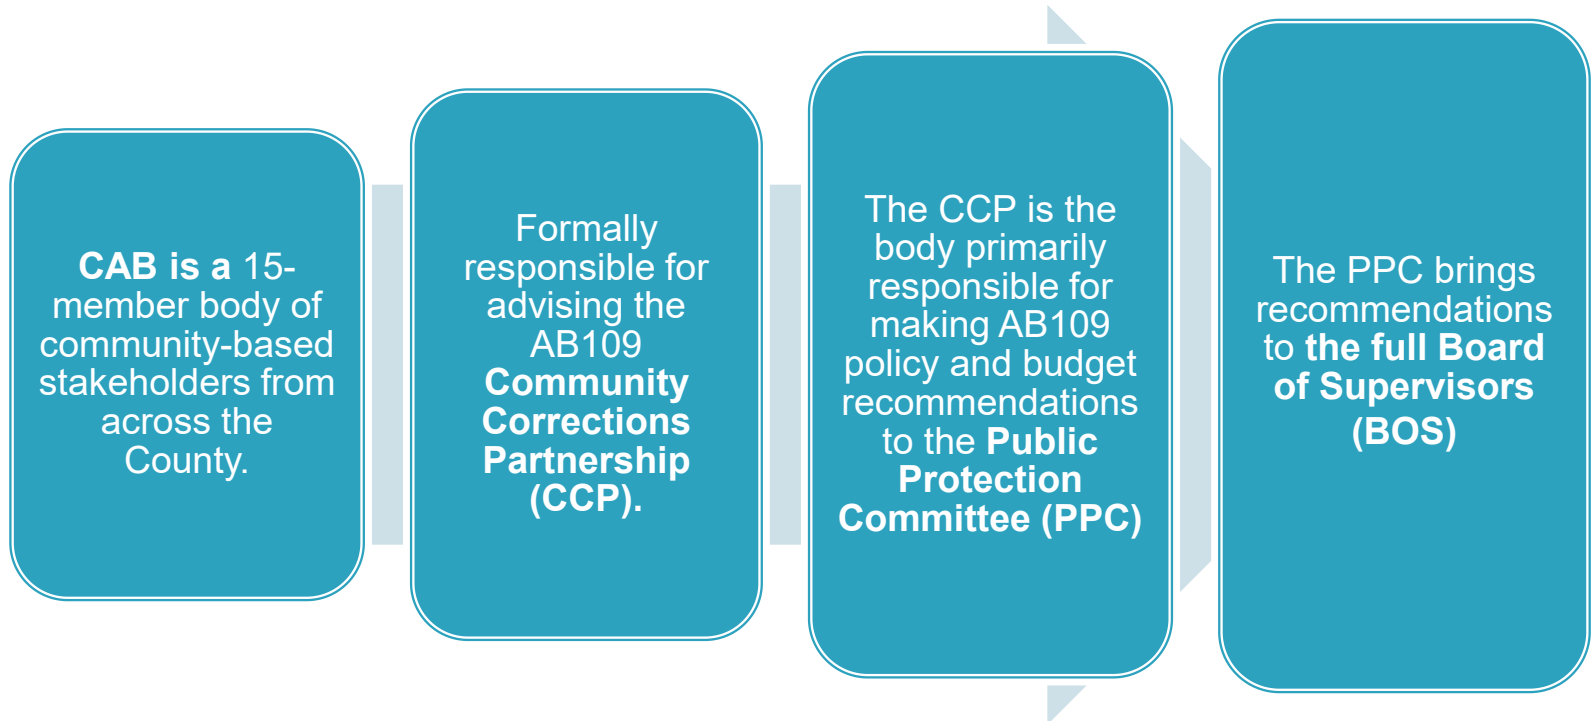 CAB is a 15-
member body of
community-based
stakeholders from
across the
County.
Formally
responsible for
advising the
AB109
Community
Corrections
Partnership
(CCP).
The CCP is the
body primarily
responsible for
making AB109
policy and budget
recommendations
to the Public
Protection
Committee (PPC)
The PPC brings
recommendations
to the full Board
of Supervisors
(BOS)